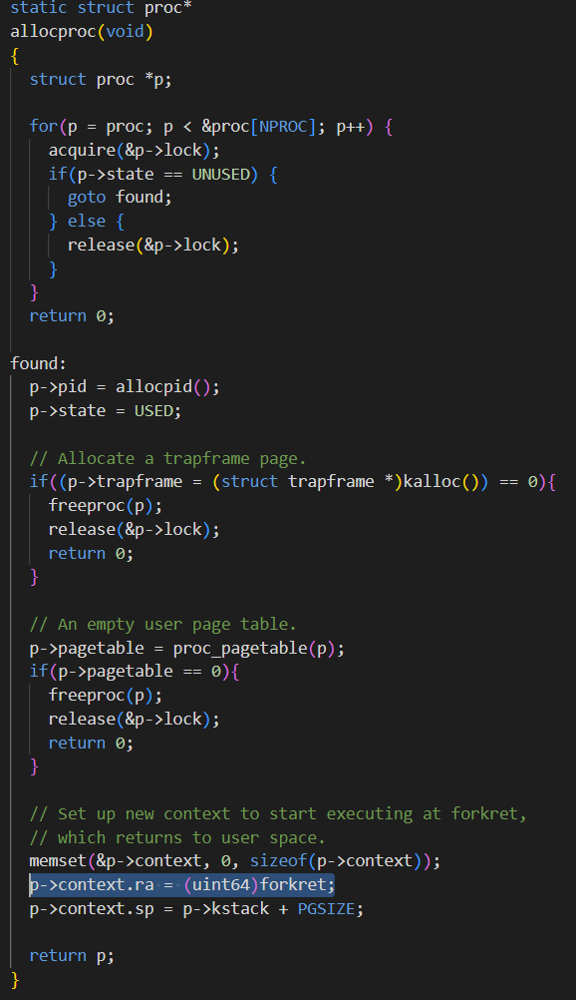 static struct proc*
allocproc(void)
{
  struct proc *p;

  for(p = proc; p < &proc[NPROC]; p++) {
    acquire(&p->lock);
    if(p->state == UNUSED) {
      goto found;
    } else {
      release(&p->lock);
    }
  }
  return 0;

found:
  p->pid = allocpid();
  p->state = USED;

  // Allocate a trapframe page.
  if((p->trapframe = (struct trapframe *)kalloc()) == 0){
    freeproc(p);
    release(&p->lock);
    return 0;
  }

  // An empty user page table.
  p->pagetable = proc_pagetable(p);
  if(p->pagetable == 0){
    freeproc(p);
    release(&p->lock);
    return 0;
  }

  // Set up new context to start executing at forkret,
  // which returns to user space.
  memset(&p->context, 0, sizeof(p->context));
  p->context.ra = (uint64)forkret;
  p->context.sp = p->kstack + PGSIZE;

  return p;
}